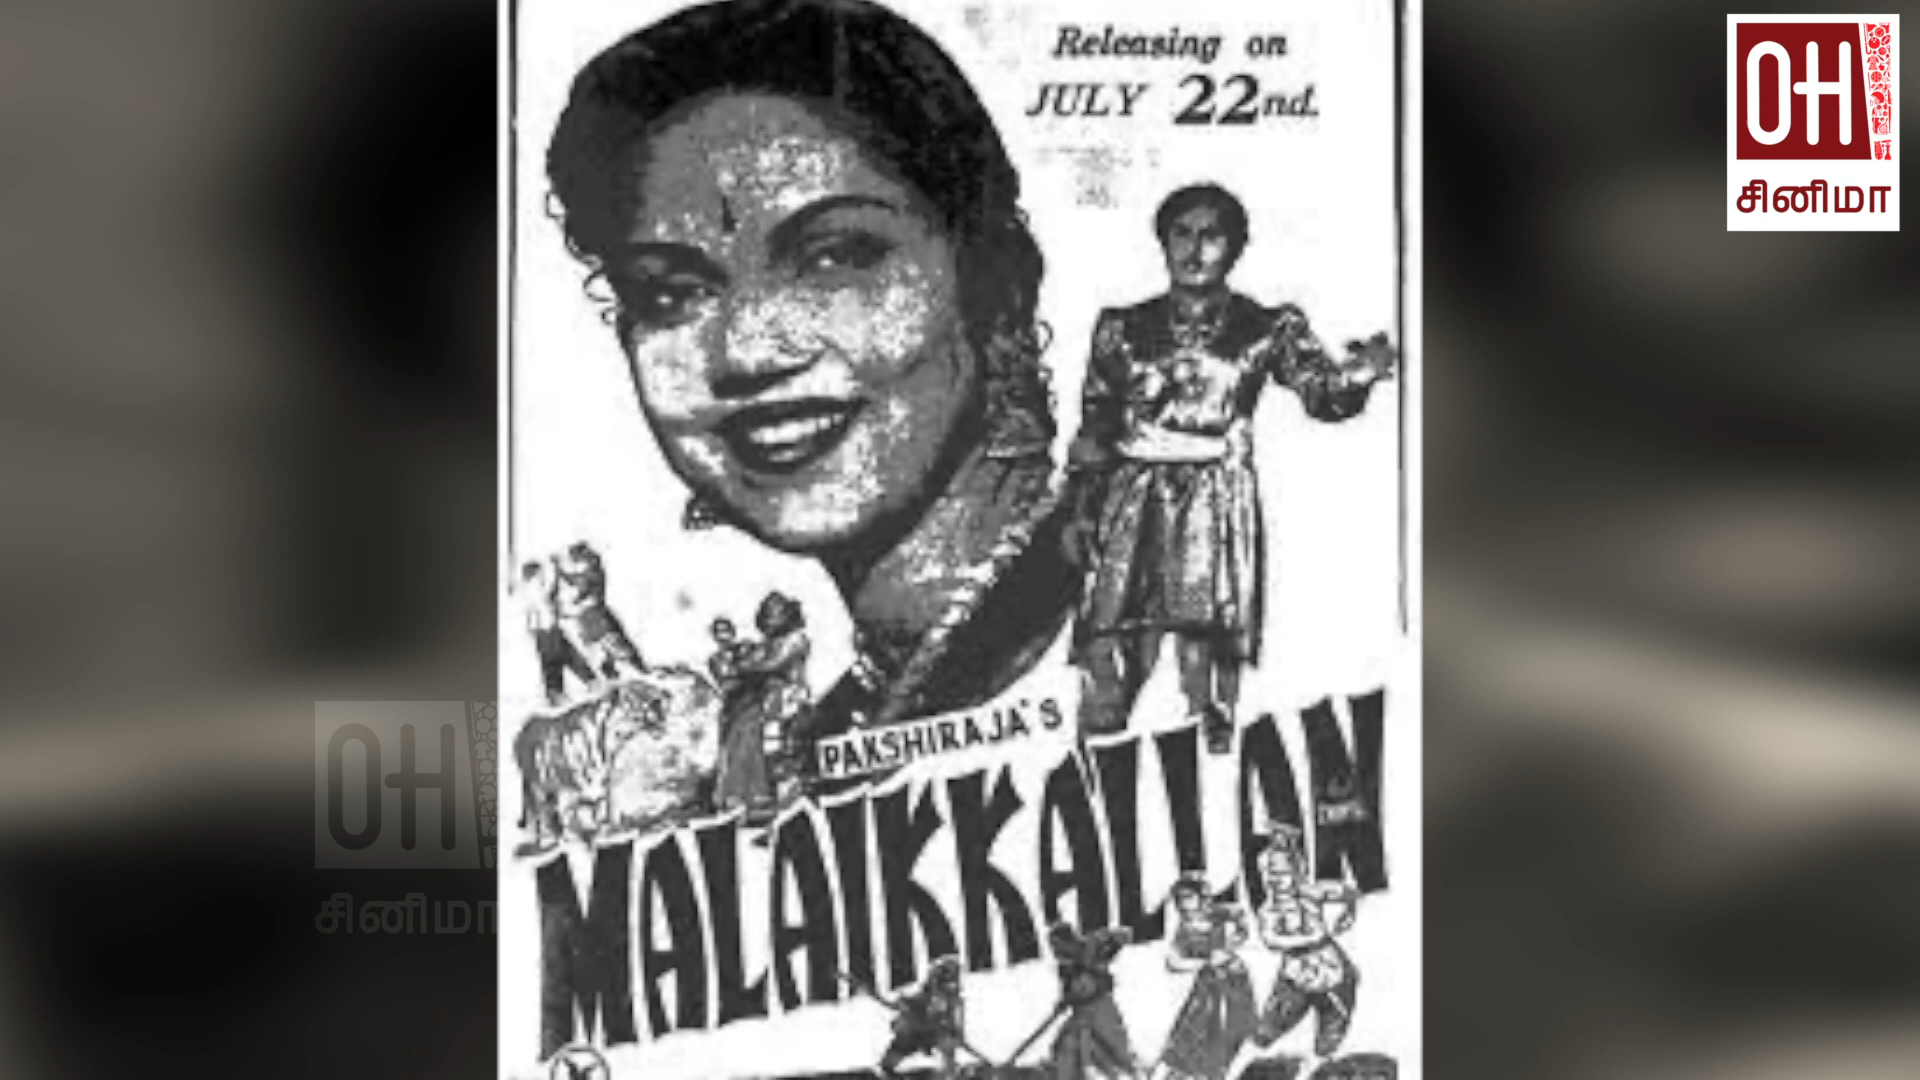 Releasing on
JULY 22nd.
OH
சினிமா
PAKSHIRAJA'S
MALAIKKALLAN
OH
சினிமா